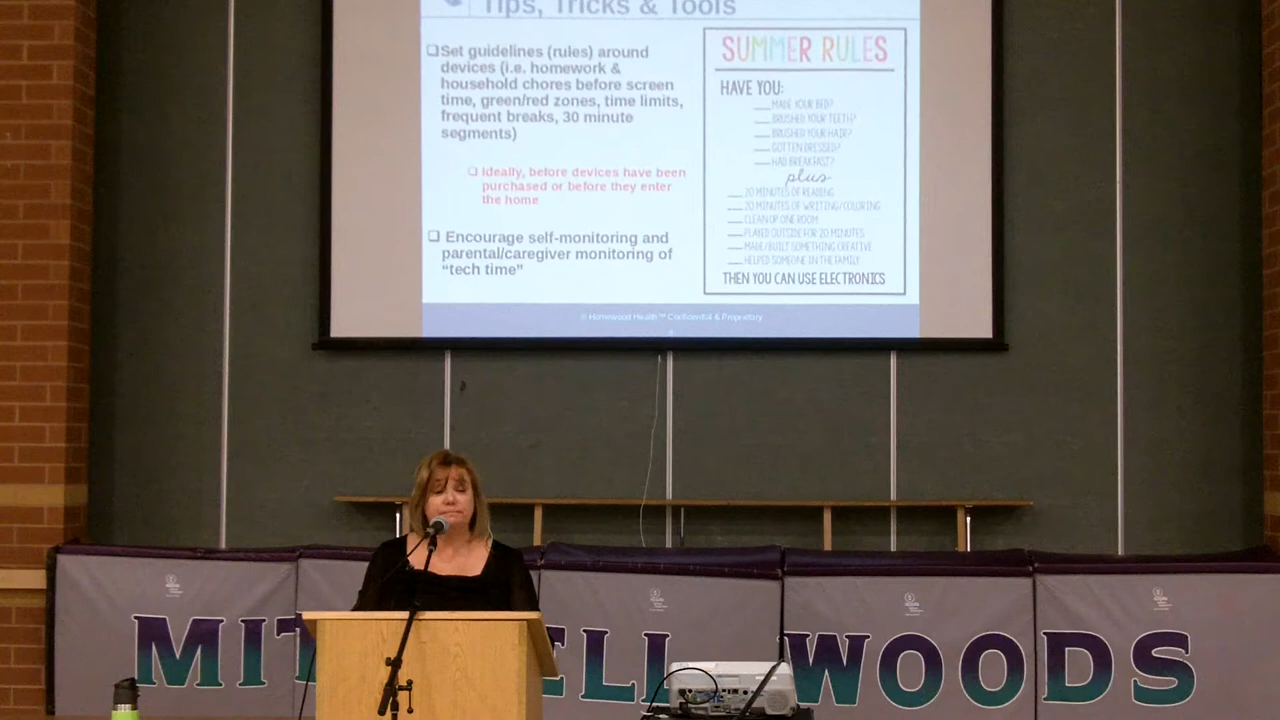 Tips, Tricks & Tools
Set guidelines (rules) around
devices (i.e. homework &
household chores before screen
time, green/red zones, time limits,
frequent breaks, 30 minute
segments)
Ideally, before devices have been
purchased or before they enter
the home
Encourage self-monitoring and
parental/caregiver monitoring of
“tech time”
SUMMER RULES
HAVE YOU:
MADE YOUR BED?
BRUSHED YOUR TEETH?
BRUSHED YOUR HAIR?
GOTTEN DRESSED?
HAD BREAKFAST?
plus
20 MINUTES OF READING
20 MINUTES OF WRITING/COLORING
CLEAN UP ONE ROOM
PLAYED OUTSIDE FOR 20 MINUTES
MADE/BUILT SOMETHING CREATIVE
HELPED SOMEONE IN THE FAMILY
THEN YOU CAN USE ELECTRONICS
© Homewood Health™ Confidential & Proprietary
MIT ELL WOODS